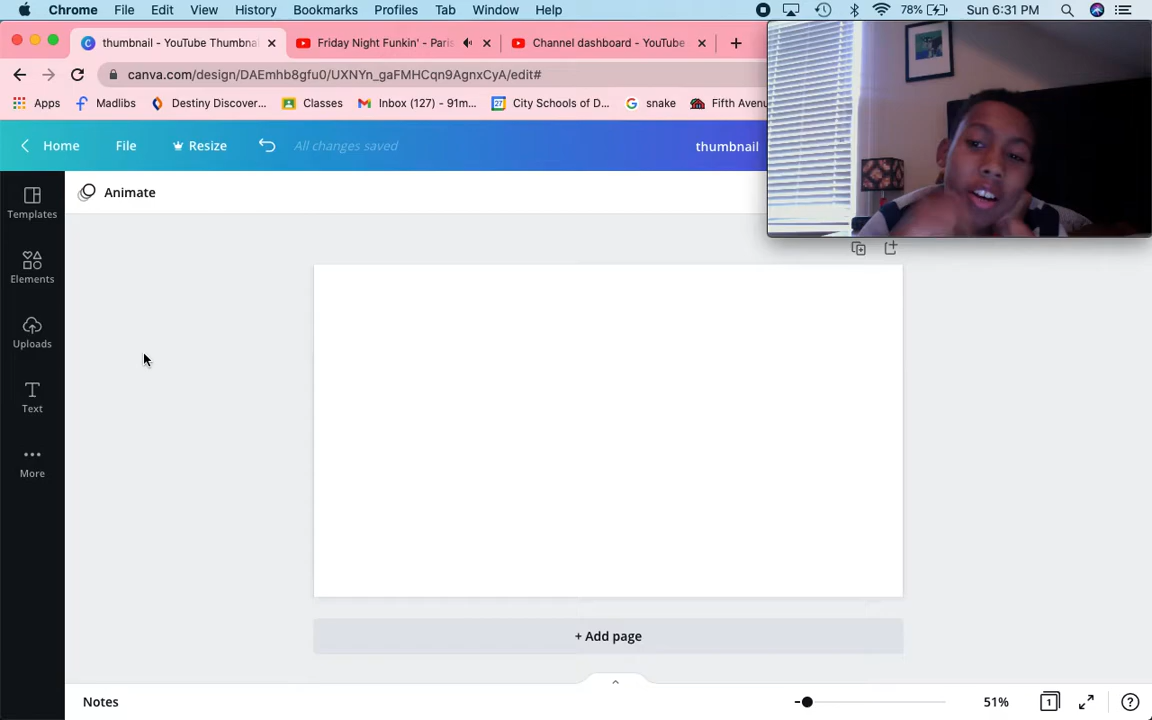 Chrome File Edit View History Bookmarks Profiles Tab Window Help 78% Sun 6:31 PM
thumbnail - YouTube Thumbna Friday Night Funkin' - Paris Channel dashboard - YouTube
canva.com/design/DAEmhb8gfu0/UXNYn_gaFMHCqn9AgnxCyA/edit#
Apps Madlibs Destiny Discover... Classes Inbox (127) - 91m... City Schools of D... snake Fifth Avenu
Home File Resize All changes saved thumbnail
Animate
Templates
Elements
Uploads
Text
More
+ Add page
Notes 51% 1 ?